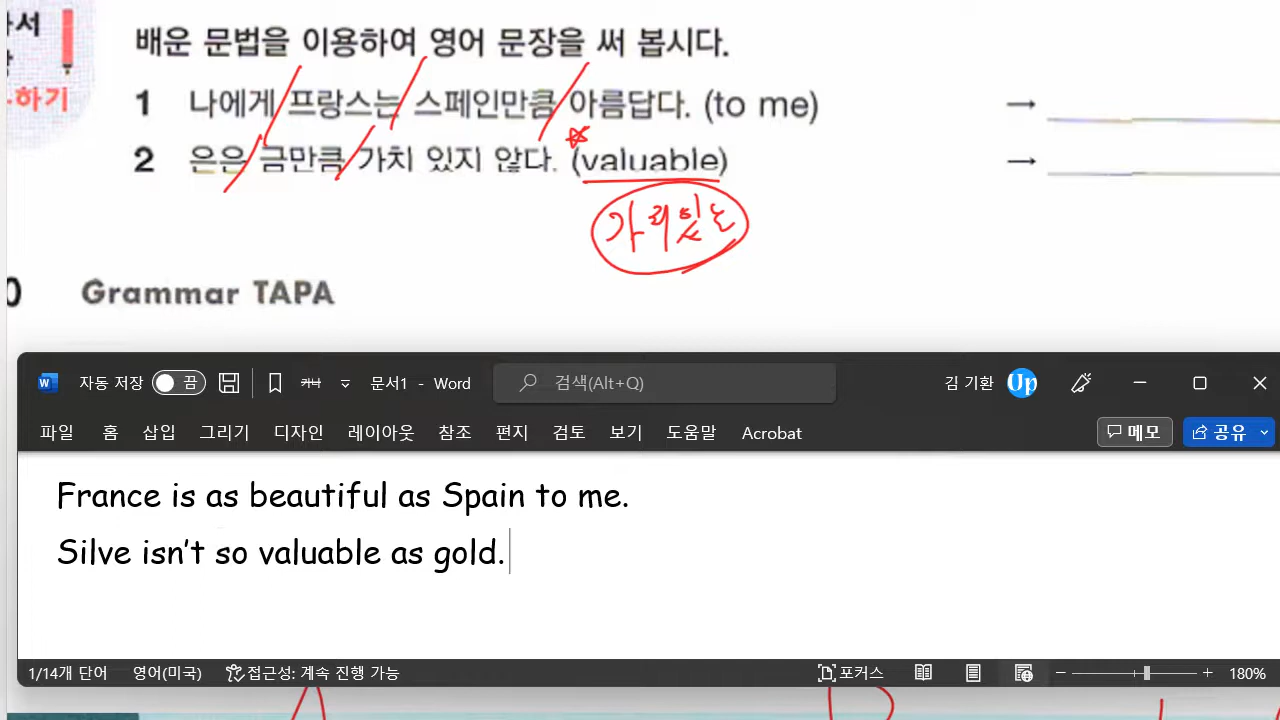 라서
하기
배운 문법을 이용하여 영어 문장을 써 봅시다.
1 나에게 프랑스는 스페인만큼 아름답다. (to me) →
2 은은 금만큼 가치 있지 않다. (valuable) →
가치있는
0 Grammar TAPA
자동 저장 끔 문서1 - Word 검색(Alt+Q) 김 기환 Up
파일 홈 삽입 그리기 디자인 레이아웃 참조 편지 검토 보기 도움말 Acrobat 메모 공유
France is as beautiful as Spain to me.
Silve isn't so valuable as gold.
1/14개 단어 영어(미국) 접근성: 계속 진행 가능 포커스 180%